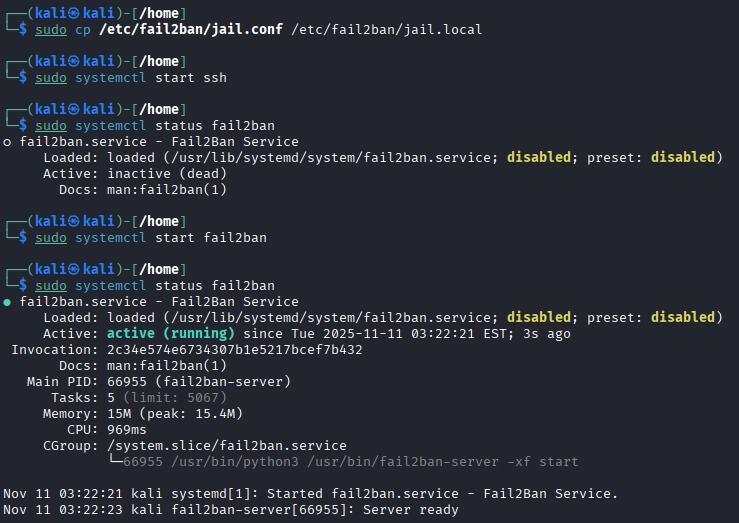 ┌──(kali㉿kali)-[/home]
└─$ sudo cp /etc/fail2ban/jail.conf /etc/fail2ban/jail.local
┌──(kali㉿kali)-[/home]
└─$ sudo systemctl start ssh
┌──(kali㉿kali)-[/home]
└─$ sudo systemctl status fail2ban
○ fail2ban.service - Fail2Ban Service
     Loaded: loaded (/usr/lib/systemd/system/fail2ban.service; disabled; preset: disabled)
     Active: inactive (dead)
       Docs: man:fail2ban(1)
┌──(kali㉿kali)-[/home]
└─$ sudo systemctl start fail2ban
┌──(kali㉿kali)-[/home]
└─$ sudo systemctl status fail2ban
● fail2ban.service - Fail2Ban Service
     Loaded: loaded (/usr/lib/systemd/system/fail2ban.service; disabled; preset: disabled)
     Active: active (running) since Tue 2025-11-11 03:22:21 EST; 3s ago
 Invocation: 2c34e574e6734307b1e5217bcef7b432
       Docs: man:fail2ban(1)
   Main PID: 66955 (fail2ban-server)
      Tasks: 5 (limit: 5067)
     Memory: 15M (peak: 15.4M)
        CPU: 969ms
     CGroup: /system.slice/fail2ban.service
             └─66955 /usr/bin/python3 /usr/bin/fail2ban-server -xf start
Nov 11 03:22:21 kali systemd[1]: Started fail2ban.service - Fail2Ban Service.
Nov 11 03:22:23 kali fail2ban-server[66955]: Server ready